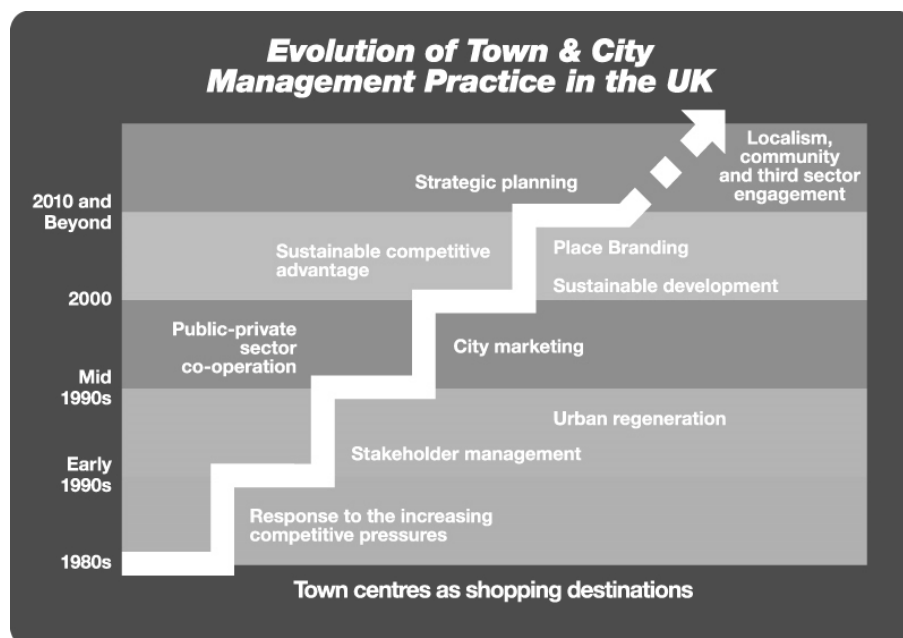 Evolution of Town & City
Management Practice in the UK
Localism,
community
and third sector
engagement
Strategic planning
2010 and
Beyond
Sustainable competitive
advantage
Place Branding
Sustainable development
2000
Public-private
sector
co-operation
City marketing
Mid
1990s
Urban regeneration
Stakeholder management
Early
1990s
Response to the increasing
competitive pressures
1980s
Town centres as shopping destinations